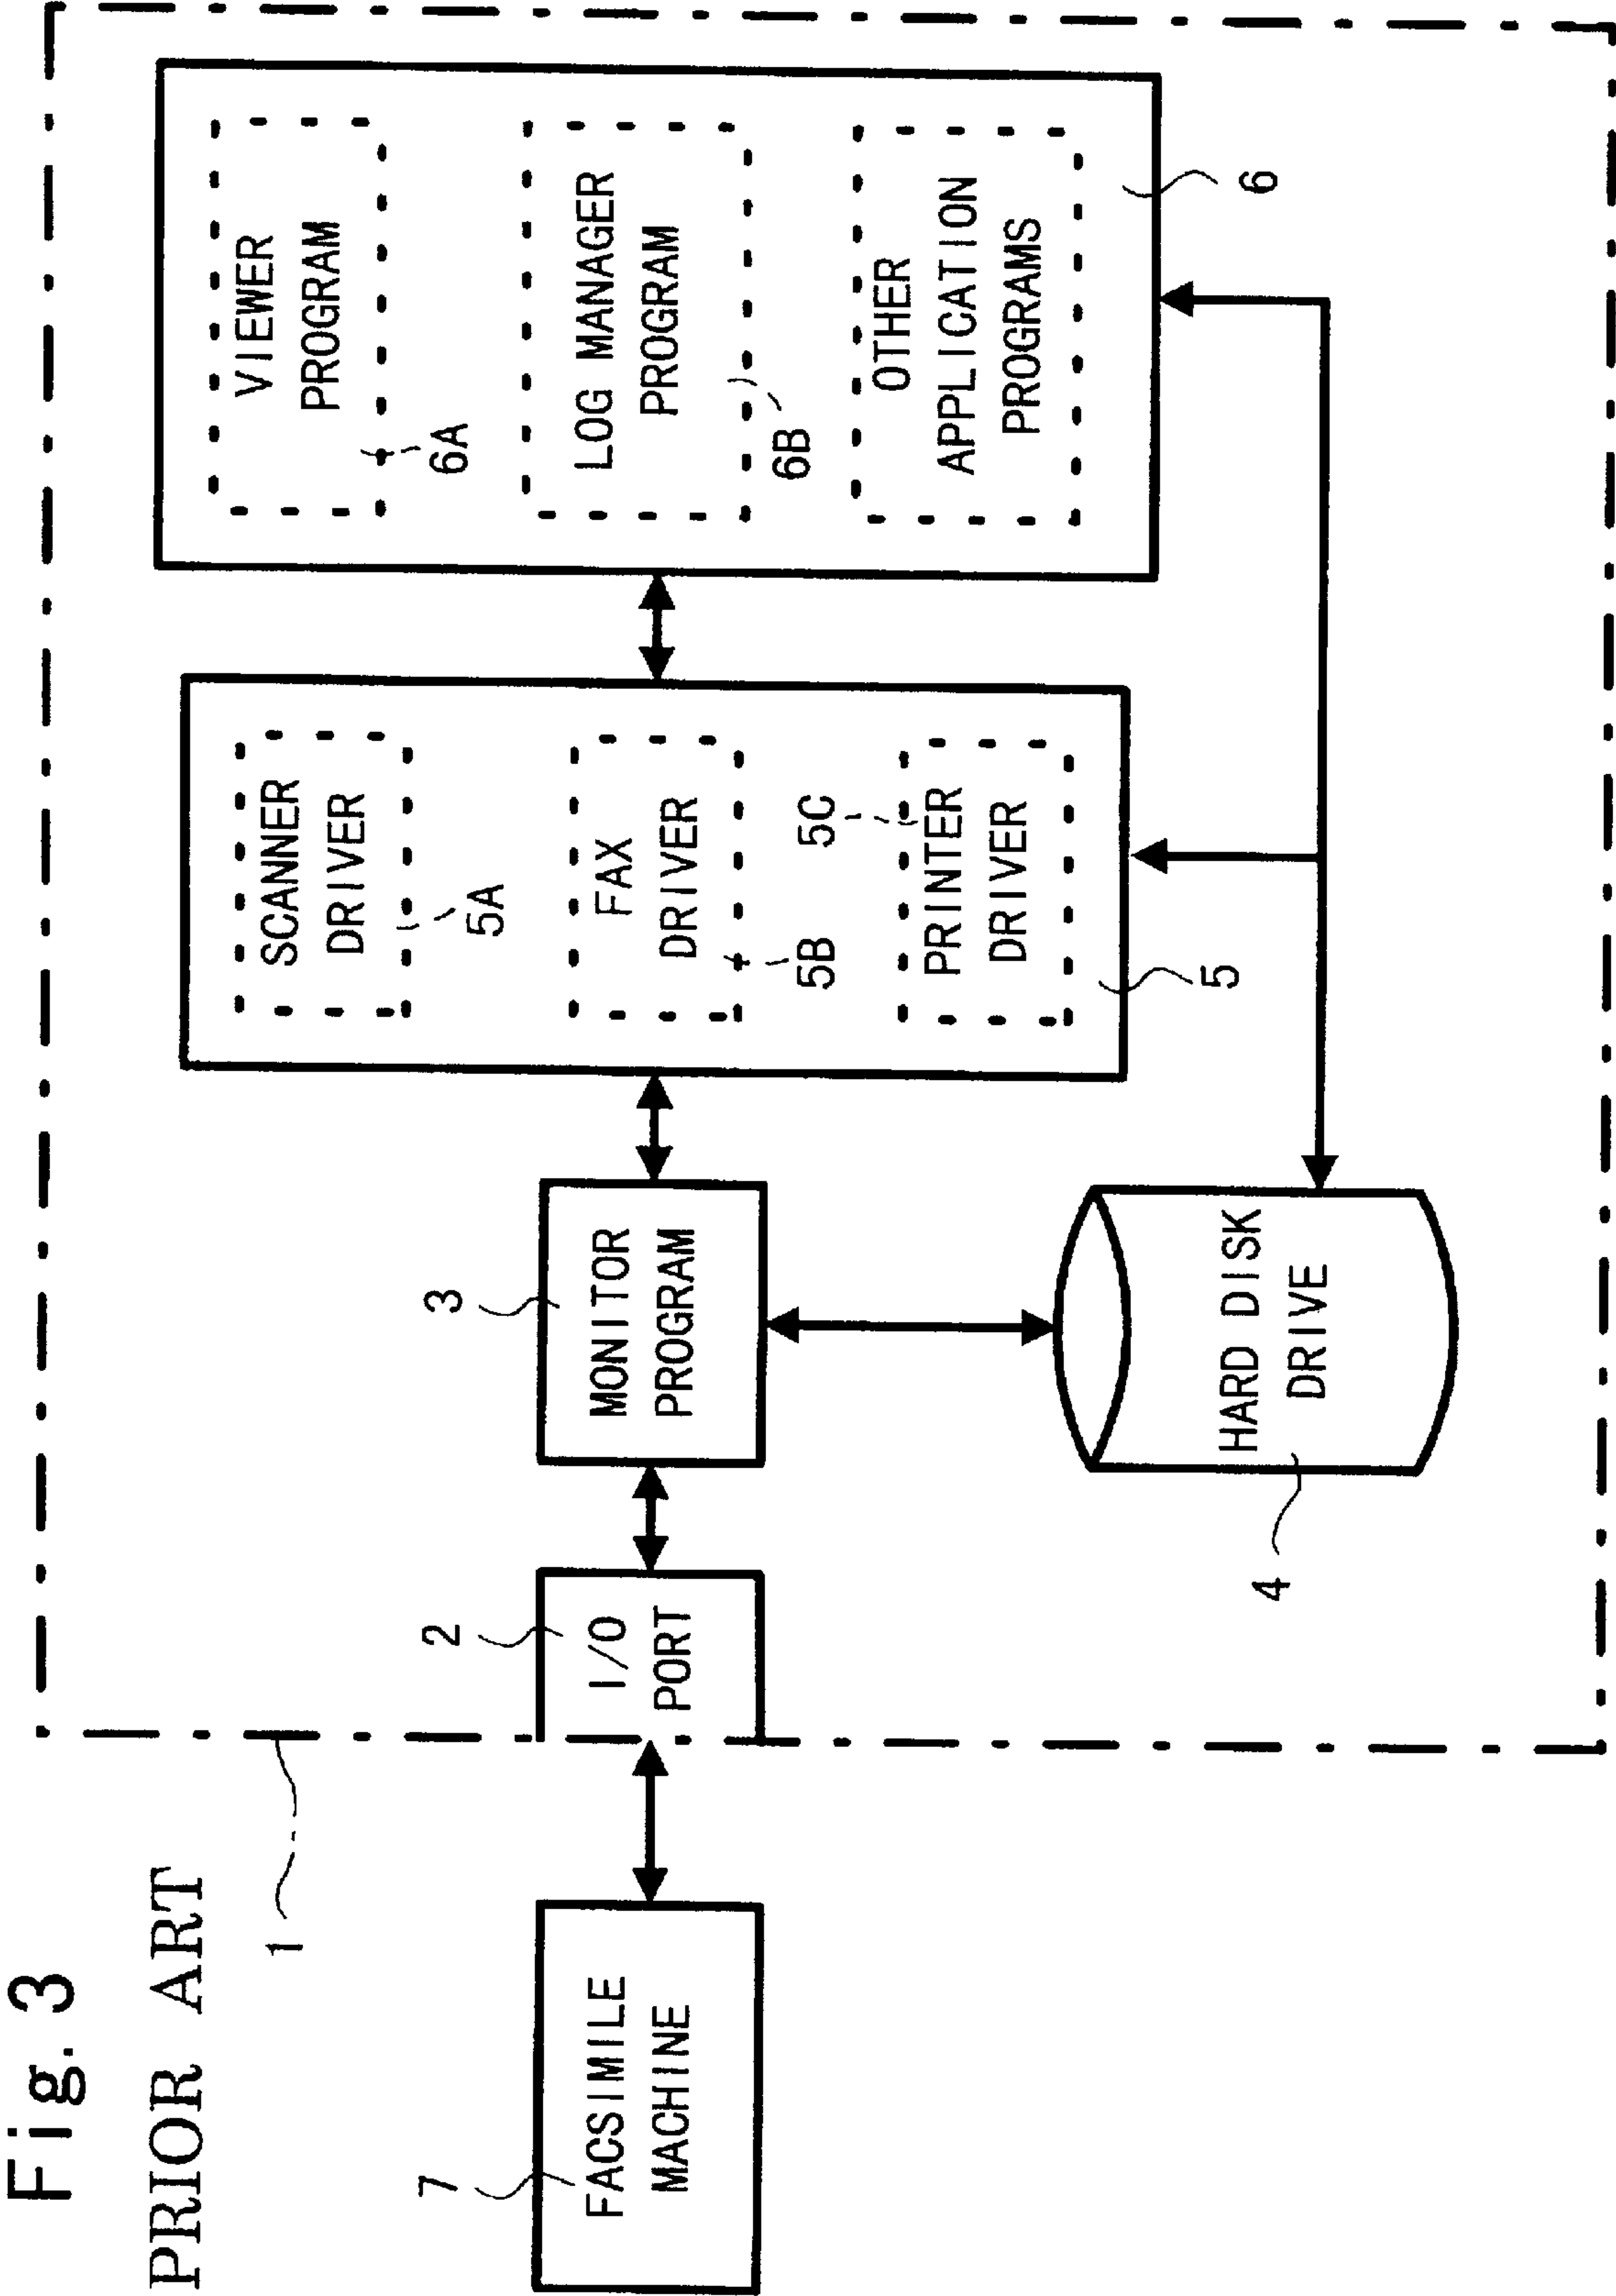 Fig. 3
PRIOR ART
1
7
FACSIMILE
MACHINE
2
I/O
PORT
3
MONITOR
PROGRAM
4
HARD DISK
DRIVE
SCANNER
DRIVER
5A
FAX
DRIVER
5B
5C
PRINTER
DRIVER
5
VIEWER
PROGRAM
6A
LOG MANAGER
PROGRAM
6B
OTHER
APPLICATION
PROGRAMS
6